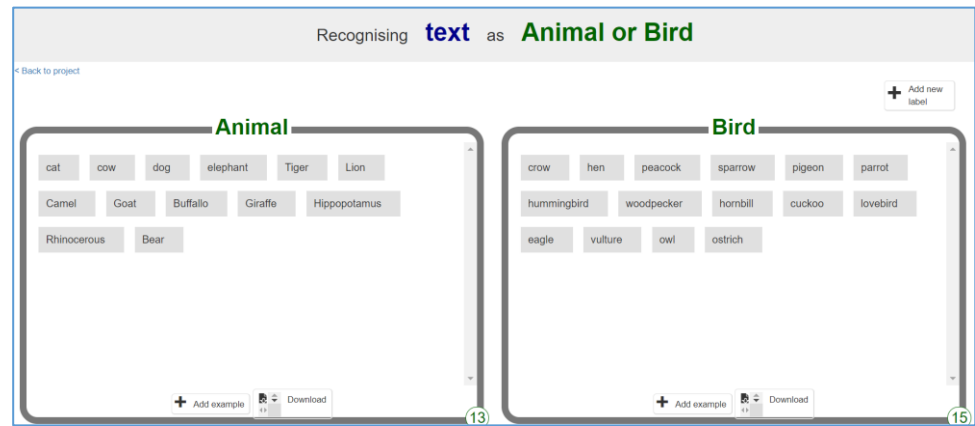 Recognising text as Animal or Bird
< Back to project
Add new
label
Animal
cat cow dog elephant Tiger Lion
Camel Goat Buffallo Giraffe Hippopotamus
Rhinocerous Bear
Add example Download
13
Bird
crow hen peacock sparrow pigeon parrot
hummingbird woodpecker hornbill cuckoo lovebird
eagle vulture owl ostrich
Add example Download
15